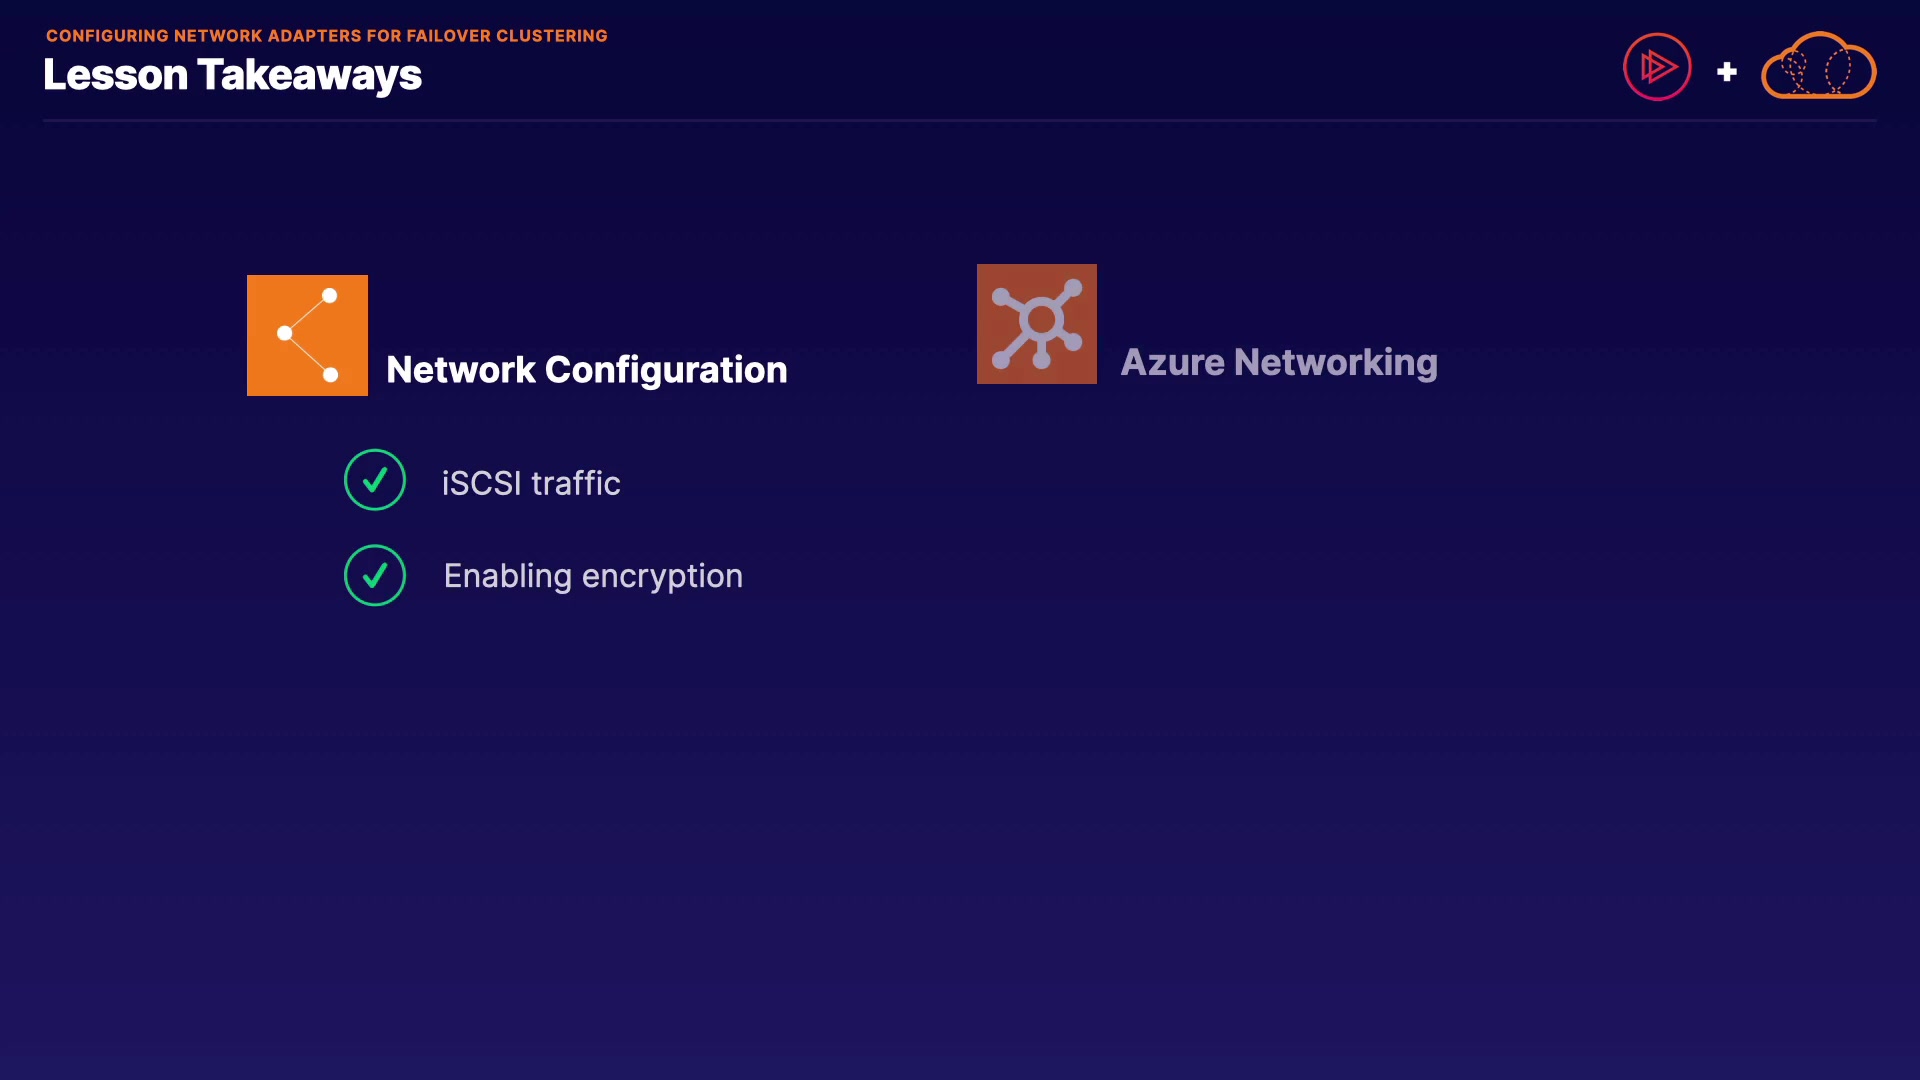 CONFIGURING NETWORK ADAPTERS FOR FAILOVER CLUSTERING
Lesson Takeaways
Network Configuration
iSCSI traffic
Enabling encryption
Azure Networking